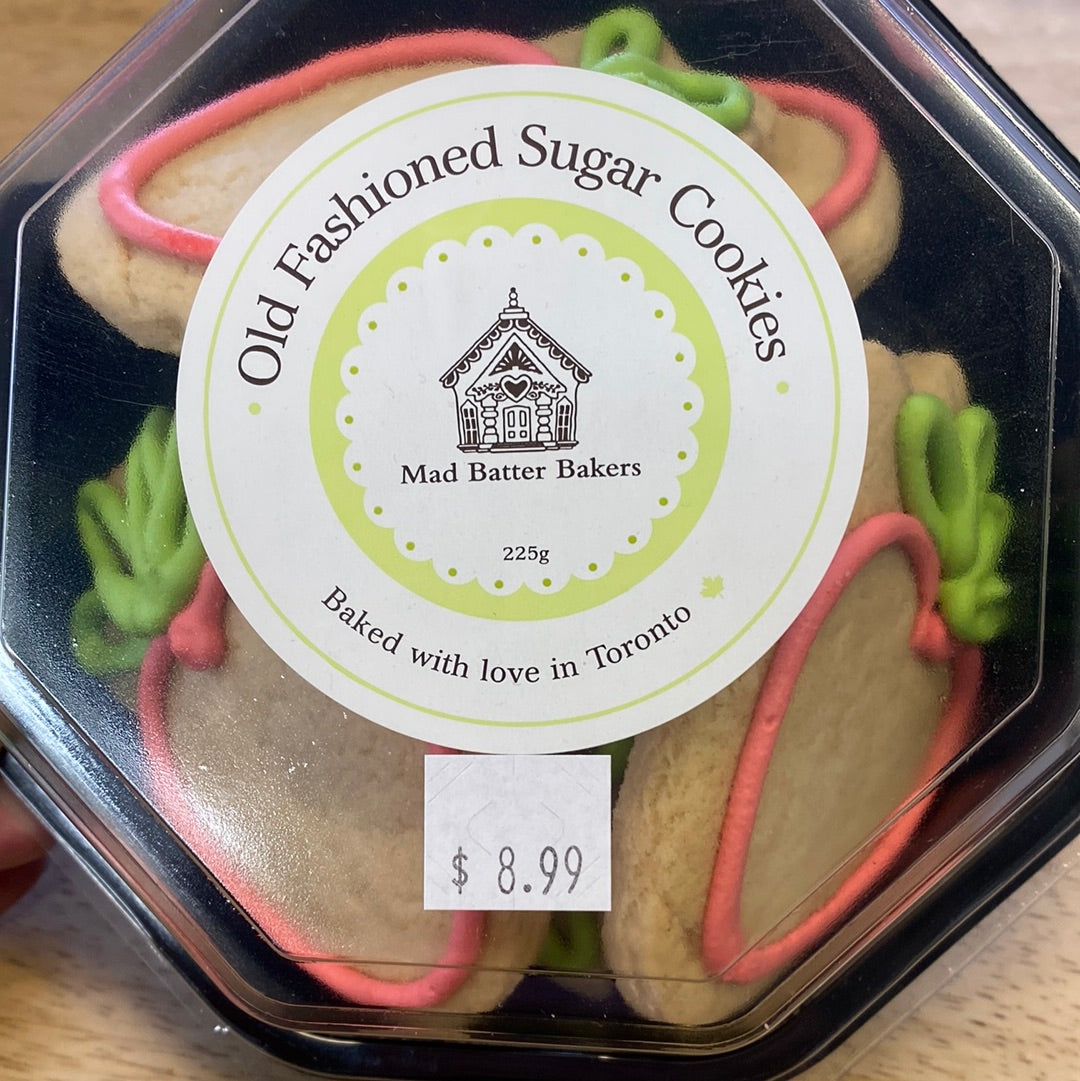 Old Fashioned Sugar Cookies
Mad Batter Bakers
225g
Baked with love in Toronto
$ 8.99